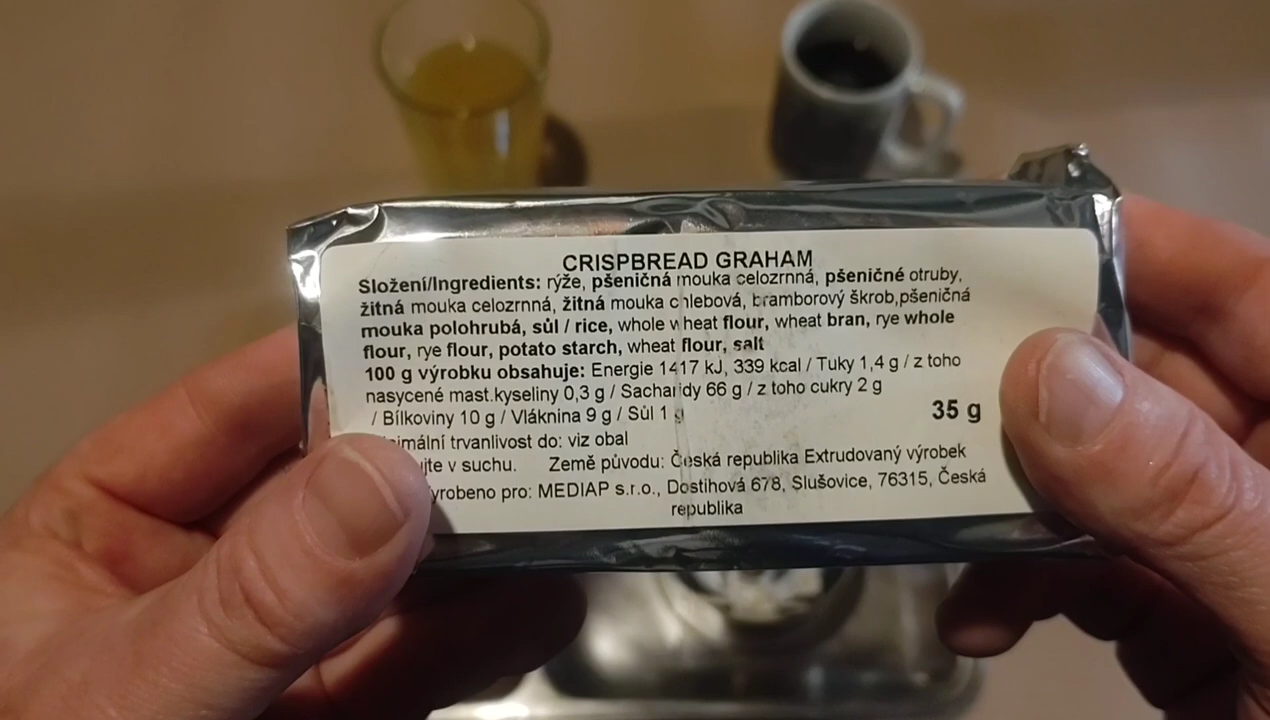 CRISPBREAD GRAHAM
Složení/Ingredients: rýže, pšeničná mouka celozrnná, pšeničné otruby,
žitná mouka celozrnná, žitná mouka chlebová, bramborový škrob,pšeničná
mouka polohrubá, sůl / rice, whole wheat flour, wheat bran, rye whole
flour, rye flour, potato starch, wheat flour, salt
100 g výrobku obsahuje: Energie 1417 kJ, 339 kcal / Tuky 1,4 g / z toho
nasycené mast.kyseliny 0,3 g / Sacharidy 66 g / z toho cukry 2 g
/ Bílkoviny 10 g / Vláknina 9 g / Sůl 1 g
35 g
trvanlivost do: viz obal
v suchu. Země původu: Česká republika Extrudovaný výrobek
pro: MEDIAP s.r.o., Dostihová 678, Slušovice, 76315, Česká
republika